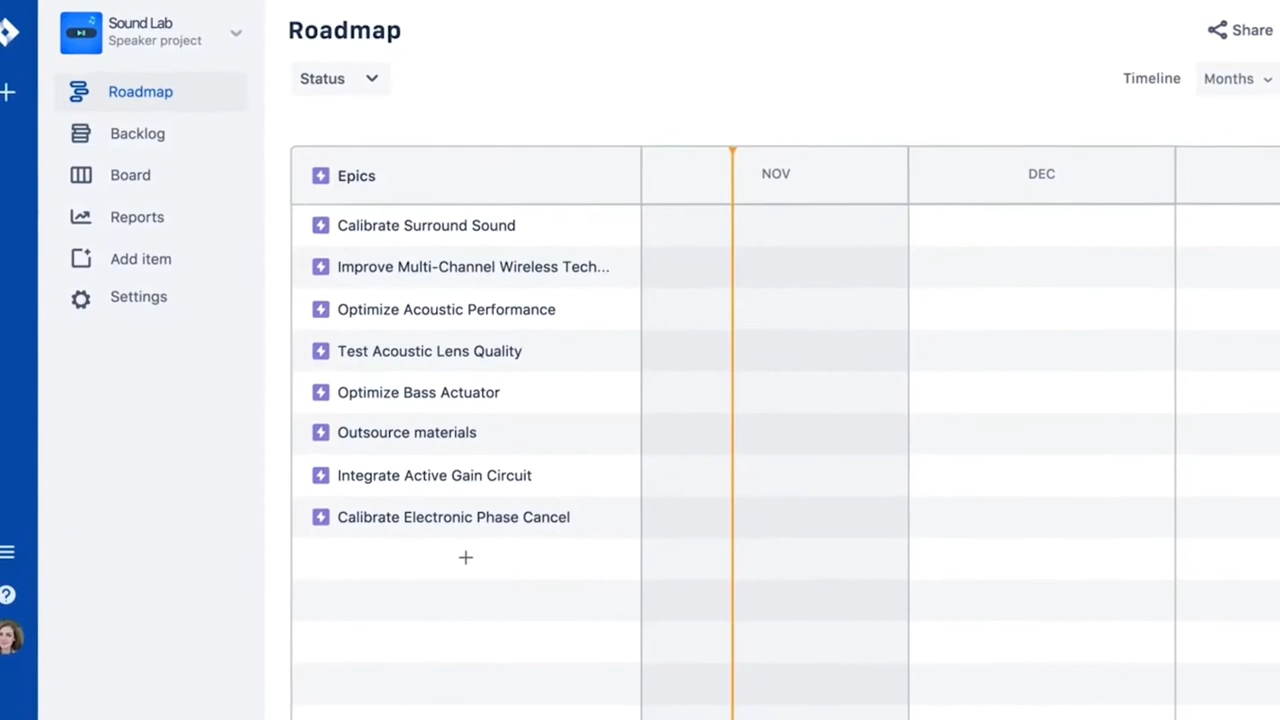 Sound Lab
Speaker project
Roadmap
Backlog
Board
Reports
Add item
Settings
Roadmap
Share
Status
Timeline
Months
Epics
NOV
DEC
Calibrate Surround Sound
Improve Multi-Channel Wireless Tech...
Optimize Acoustic Performance
Test Acoustic Lens Quality
Optimize Bass Actuator
Outsource materials
Integrate Active Gain Circuit
Calibrate Electronic Phase Cancel